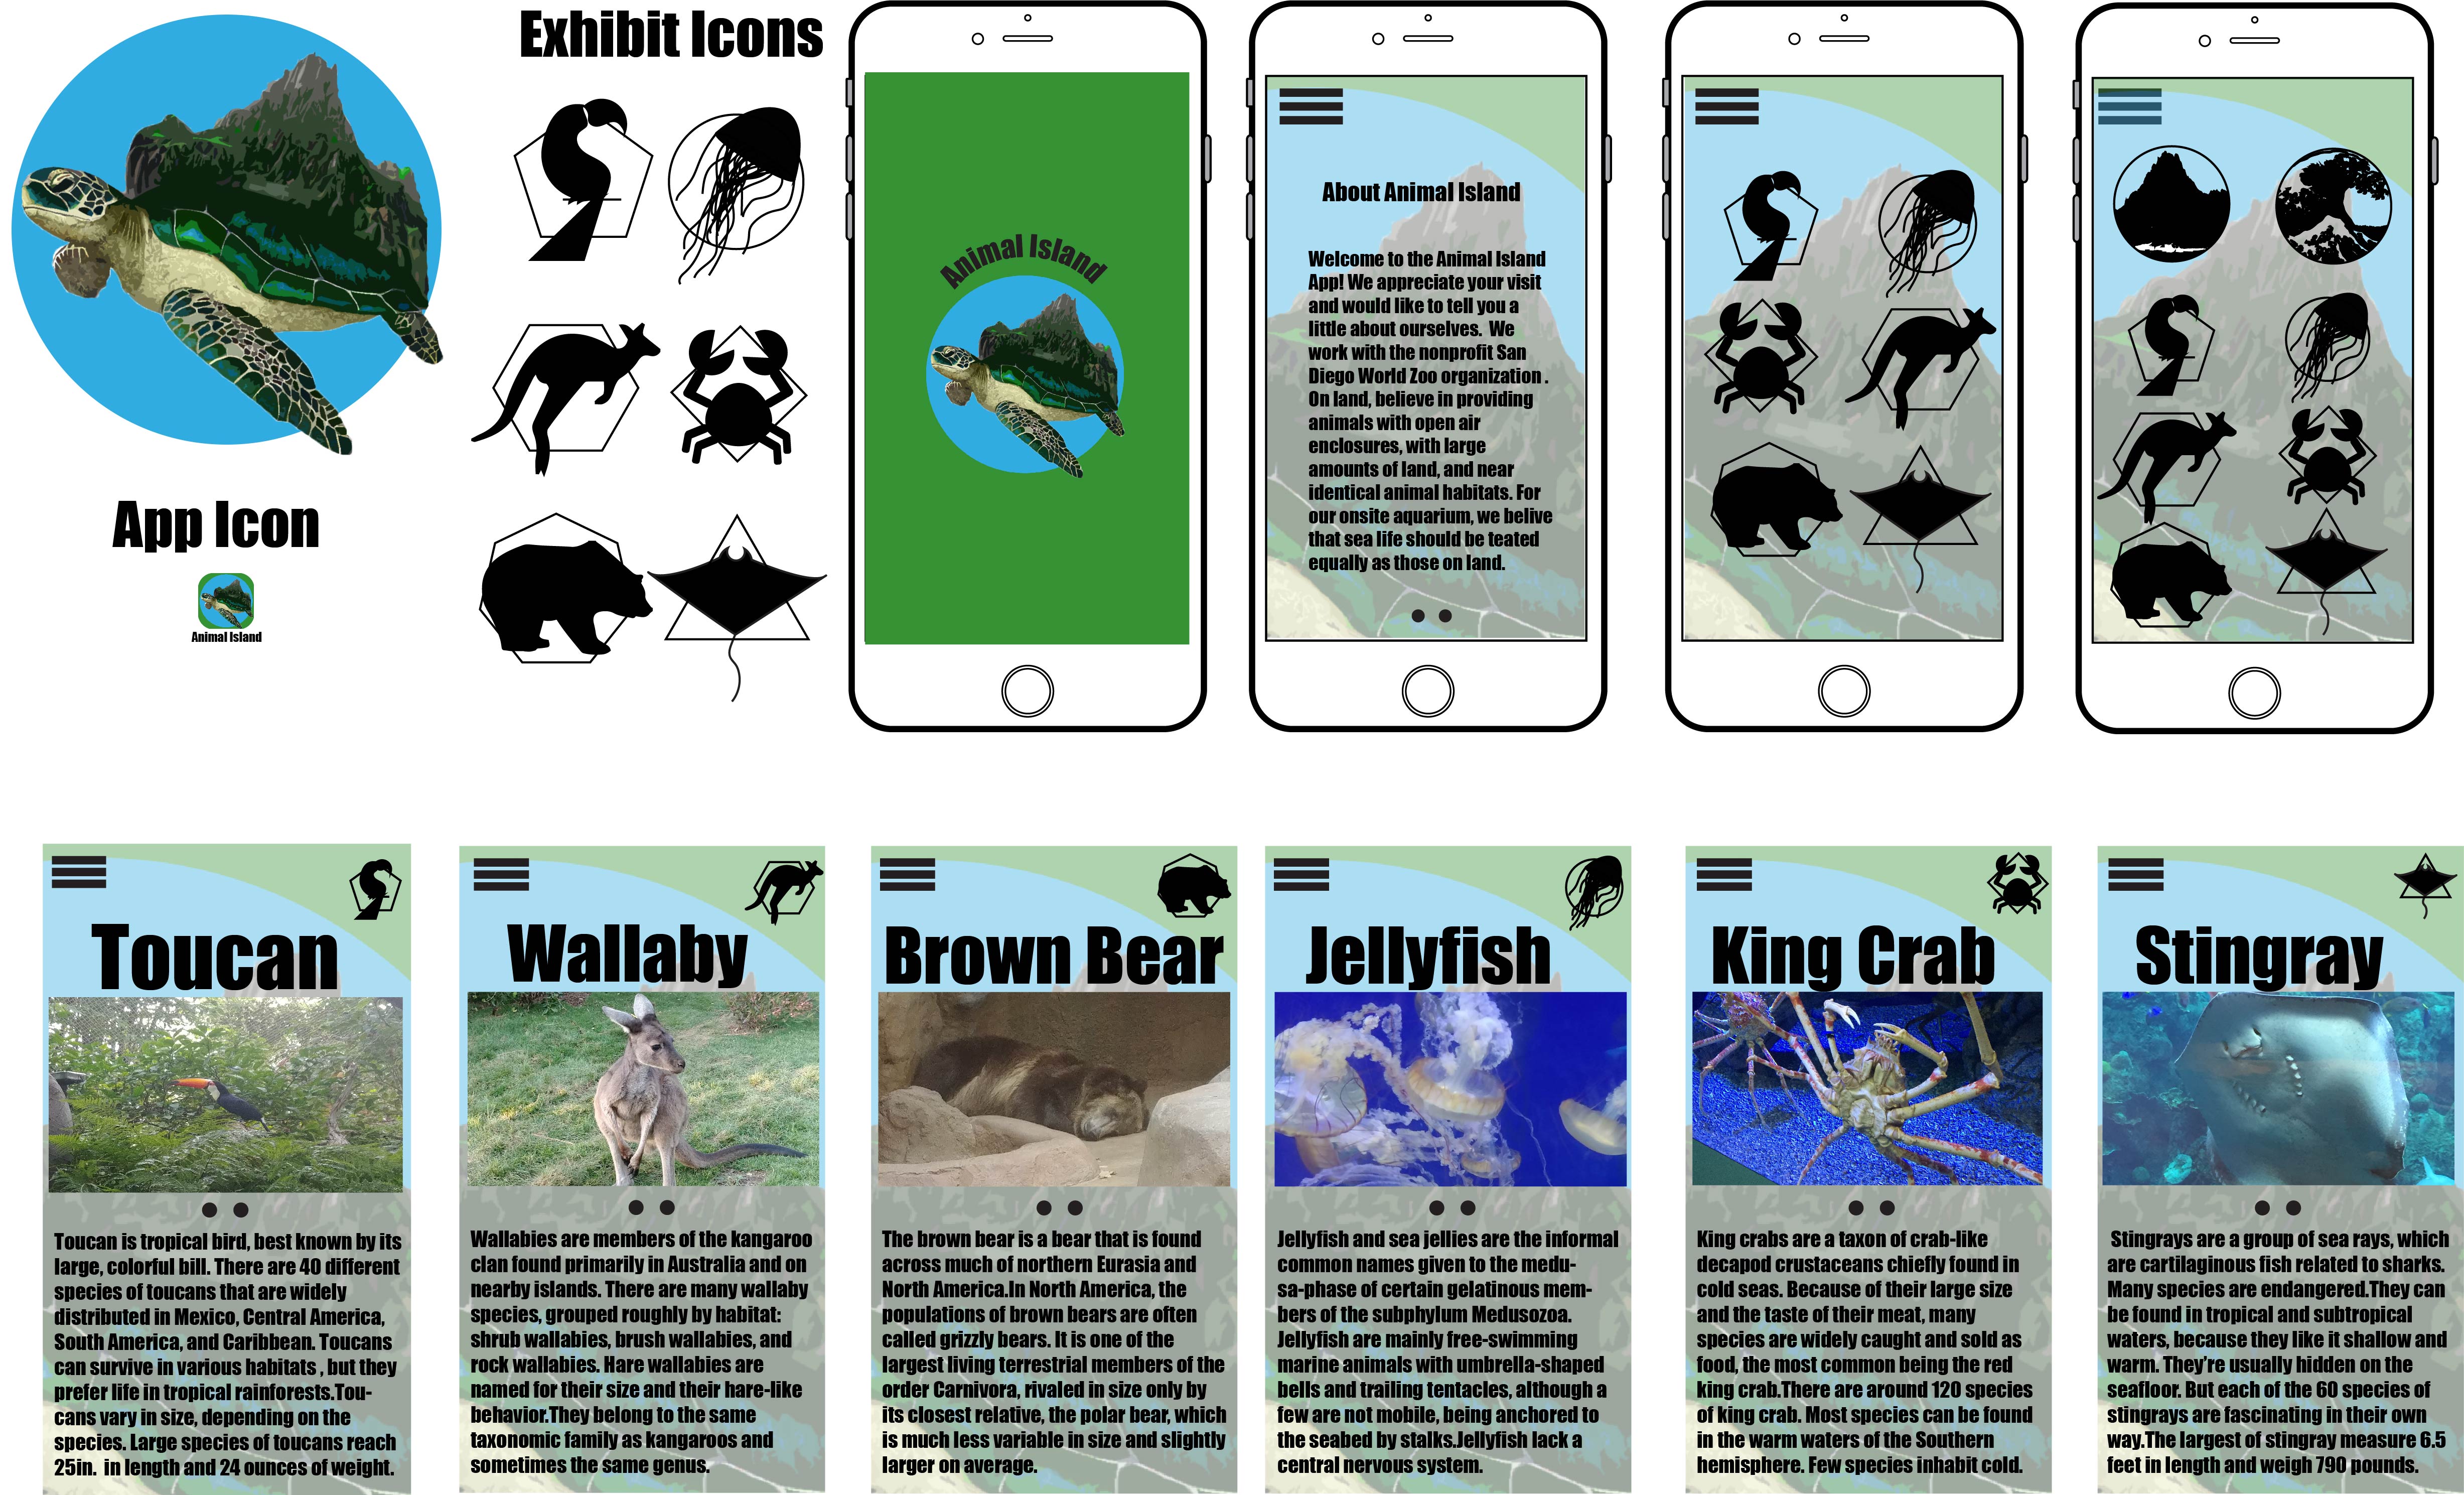 Exhibit Icons
App Icon
Animal Island
Animal Island
About Animal Island
Welcome to the Animal Island
App! We appreciate your visit
and would like to tell you a
little about ourselves.  We
work with the nonprofit San
Diego World Zoo organization .
On land, believe in providing
animals with open air
enclosures, with large
amounts of land, and near
identical animal habitats. For
our onsite aquarium, we belive
that sea life should be teated
equally as those on land.
Toucan
Toucan is tropical bird, best known by its
large, colorful bill. There are 40 different
species of toucans that are widely
distributed in Mexico, Central America,
South America, and Caribbean. Toucans
can survive in various habitats , but they
prefer life in tropical rainforests.Tou-
cans vary in size, depending on the
species. Large species of toucans reach
25in.  in length and 24 ounces of weight.
Wallaby
Wallabies are members of the kangaroo
clan found primarily in Australia and on
nearby islands. There are many wallaby
species, grouped roughly by habitat:
shrub wallabies, brush wallabies, and
rock wallabies. Hare wallabies are
named for their size and their hare-like
behavior.They belong to the same
taxonomic family as kangaroos and
sometimes the same genus.
Brown Bear
The brown bear is a bear that is found
across much of northern Eurasia and
North America.In North America, the
populations of brown bears are often
called grizzly bears. It is one of the
largest living terrestrial members of the
order Carnivora, rivaled in size only by
its closest relative, the polar bear, which
is much less variable in size and slightly
larger on average.
Jellyfish
Jellyfish and sea jellies are the informal
common names given to the medu-
sa-phase of certain gelatinous mem-
bers of the subphylum Medusozoa.
Jellyfish are mainly free-swimming
marine animals with umbrella-shaped
bells and trailing tentacles, although a
few are not mobile, being anchored to
the seabed by stalks.Jellyfish lack a
central nervous system.
King Crab
King crabs are a taxon of crab-like
decapod crustaceans chiefly found in
cold seas. Because of their large size
and the taste of their meat, many
species are widely caught and sold as
food, the most common being the red
king crab.There are around 120 species
of king crab. Most species can be found
in the warm waters of the Southern
hemisphere. Few species inhabit cold.
Stingray
Stingrays are a group of sea rays, which
are cartilaginous fish related to sharks.
Many species are endangered.They can
be found in tropical and subtropical
waters, because they like it shallow and
warm. They're usually hidden on the
seafloor. But each of the 60 species of
stingrays are fascinating in their own
way.The largest of stingray measure 6.5
feet in length and weigh 790 pounds.